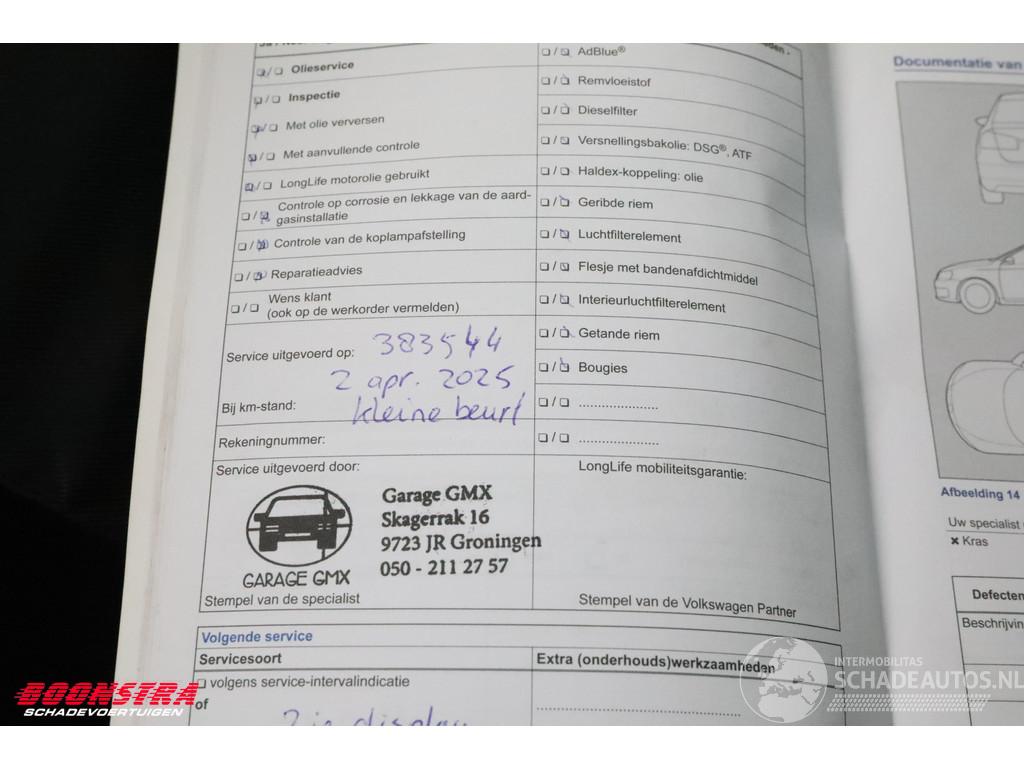 ❏ / ❏ Olieservice
❏ / ❏ Inspectie
❏ / ❏ Met olie verversen
❏ / ❏ Met aanvullende controle
❏ / ❏ LongLife motorolie gebruikt
❏ / ❏ Controle op corrosie en lekkage van de aard-
gasinstallatie
❏ / ❏ Controle van de koplampafstelling
❏ / ❏ Reparatieadvies
❏ / ❏ Wens klant
(ook op de werkorder vermelden)
Service uitgevoerd op: 383544
2 apr. 2025
Bij km-stand: kleine beurt
Rekeningnummer:
Service uitgevoerd door:
GARAGE GMX
Garage GMX
Skagerrak 16
9723 JR Groningen
050 - 211 27 57
Stempel van de specialist
❏ / ❏ AdBlue®
❏ / ❏ Remvloeistof
❏ / ❏ Dieselfilter
❏ / ❏ Versnellingsbakolie: DSG®, ATF
❏ / ❏ Haldex-koppeling: olie
❏ / ❏ Geribde riem
❏ / ❏ Luchtfilterelement
❏ / ❏ Flesje met bandenafdichtmiddel
❏ / ❏ Interieurluchtfilterelement
❏ / ❏ Getande riem
❏ / ❏ Bougies
❏ / ❏ .....................
❏ / ❏ .....................
LongLife mobiliteitsgarantie:
Stempel van de Volkswagen Partner
Volgende service
Servicesoort
Extra (onderhouds)werkzaamheden
❏ volgens service-intervalindicatie
of
Zie display
Documentatie van
Afbeelding 14
Uw specialist
✖ Kras
Defecten
Beschrijvin
BOONSTRA
SCHADEVOERTUIGEN
INTERMOBILITAS
SCHADEAUTOS.NL